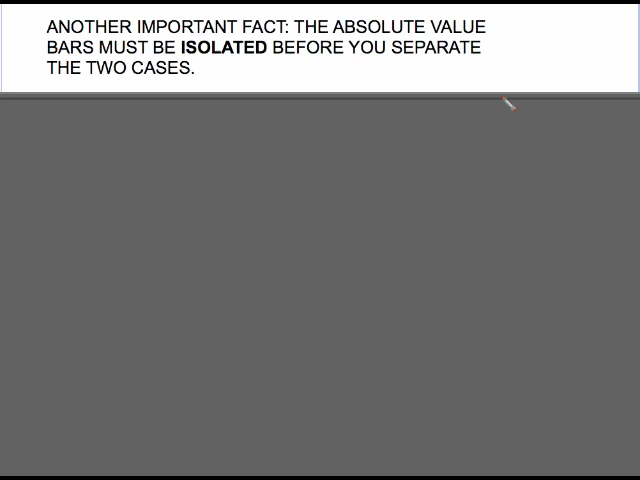 ANOTHER IMPORTANT FACT: THE ABSOLUTE VALUE
BARS MUST BE ISOLATED BEFORE YOU SEPARATE
THE TWO CASES.